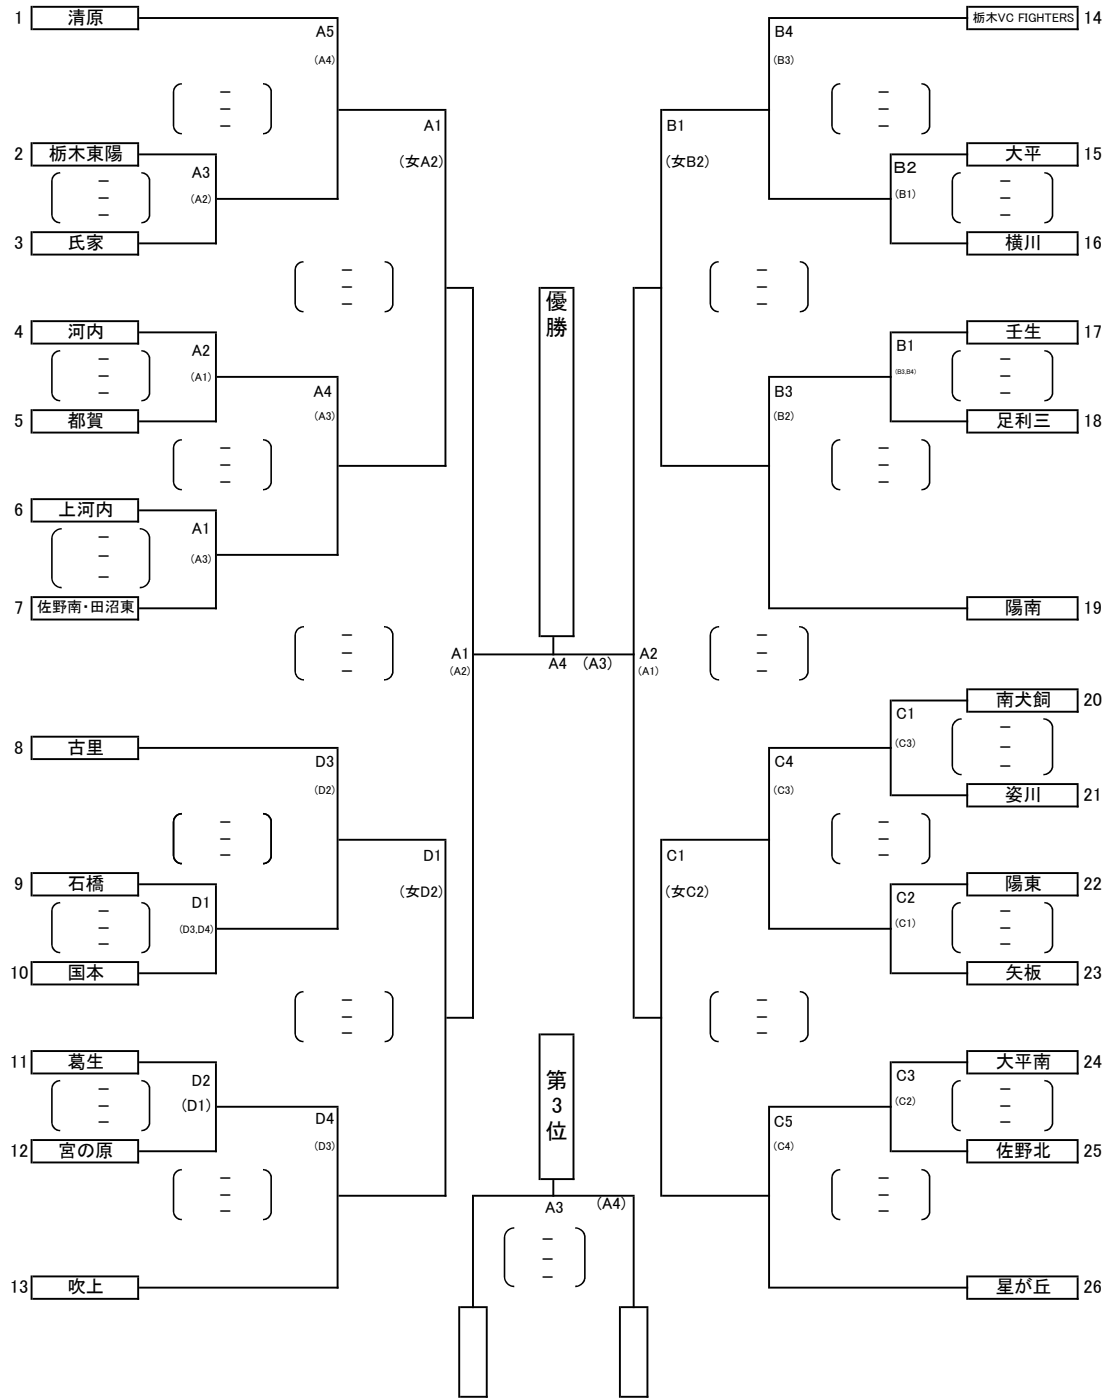 1 清原
A5
(A4)
2 栃木東陽
A3
(A2)
3 氏家
A1
(女A2)
4 河内
A2
(A1)
5 都賀
A4
(A3)
6 上河内
A1
(A3)
7 佐野南・田沼東
A1
(A2)
8 古里
D3
(D2)
9 石橋
D1
(D3,D4)
10 国本
D1
(女D2)
11 葛生
D2
(D1)
12 宮の原
D4
(D3)
13 吹上
優勝
A4 (A3)
第3位
A3 (A4)
栃木VC FIGHTERS 14
B4
(B3)
大平 15
B2
(B1)
横川 16
B1
(女B2)
壬生 17
B1
(B3,B4)
足利三 18
B3
(B2)
陽南 19
A2
(A1)
南犬飼 20
C1
(C3)
姿川 21
C4
(C3)
陽東 22
C2
(C1)
矢板 23
C1
(女C2)
大平南 24
C3
(C2)
佐野北 25
C5
(C4)
星が丘 26